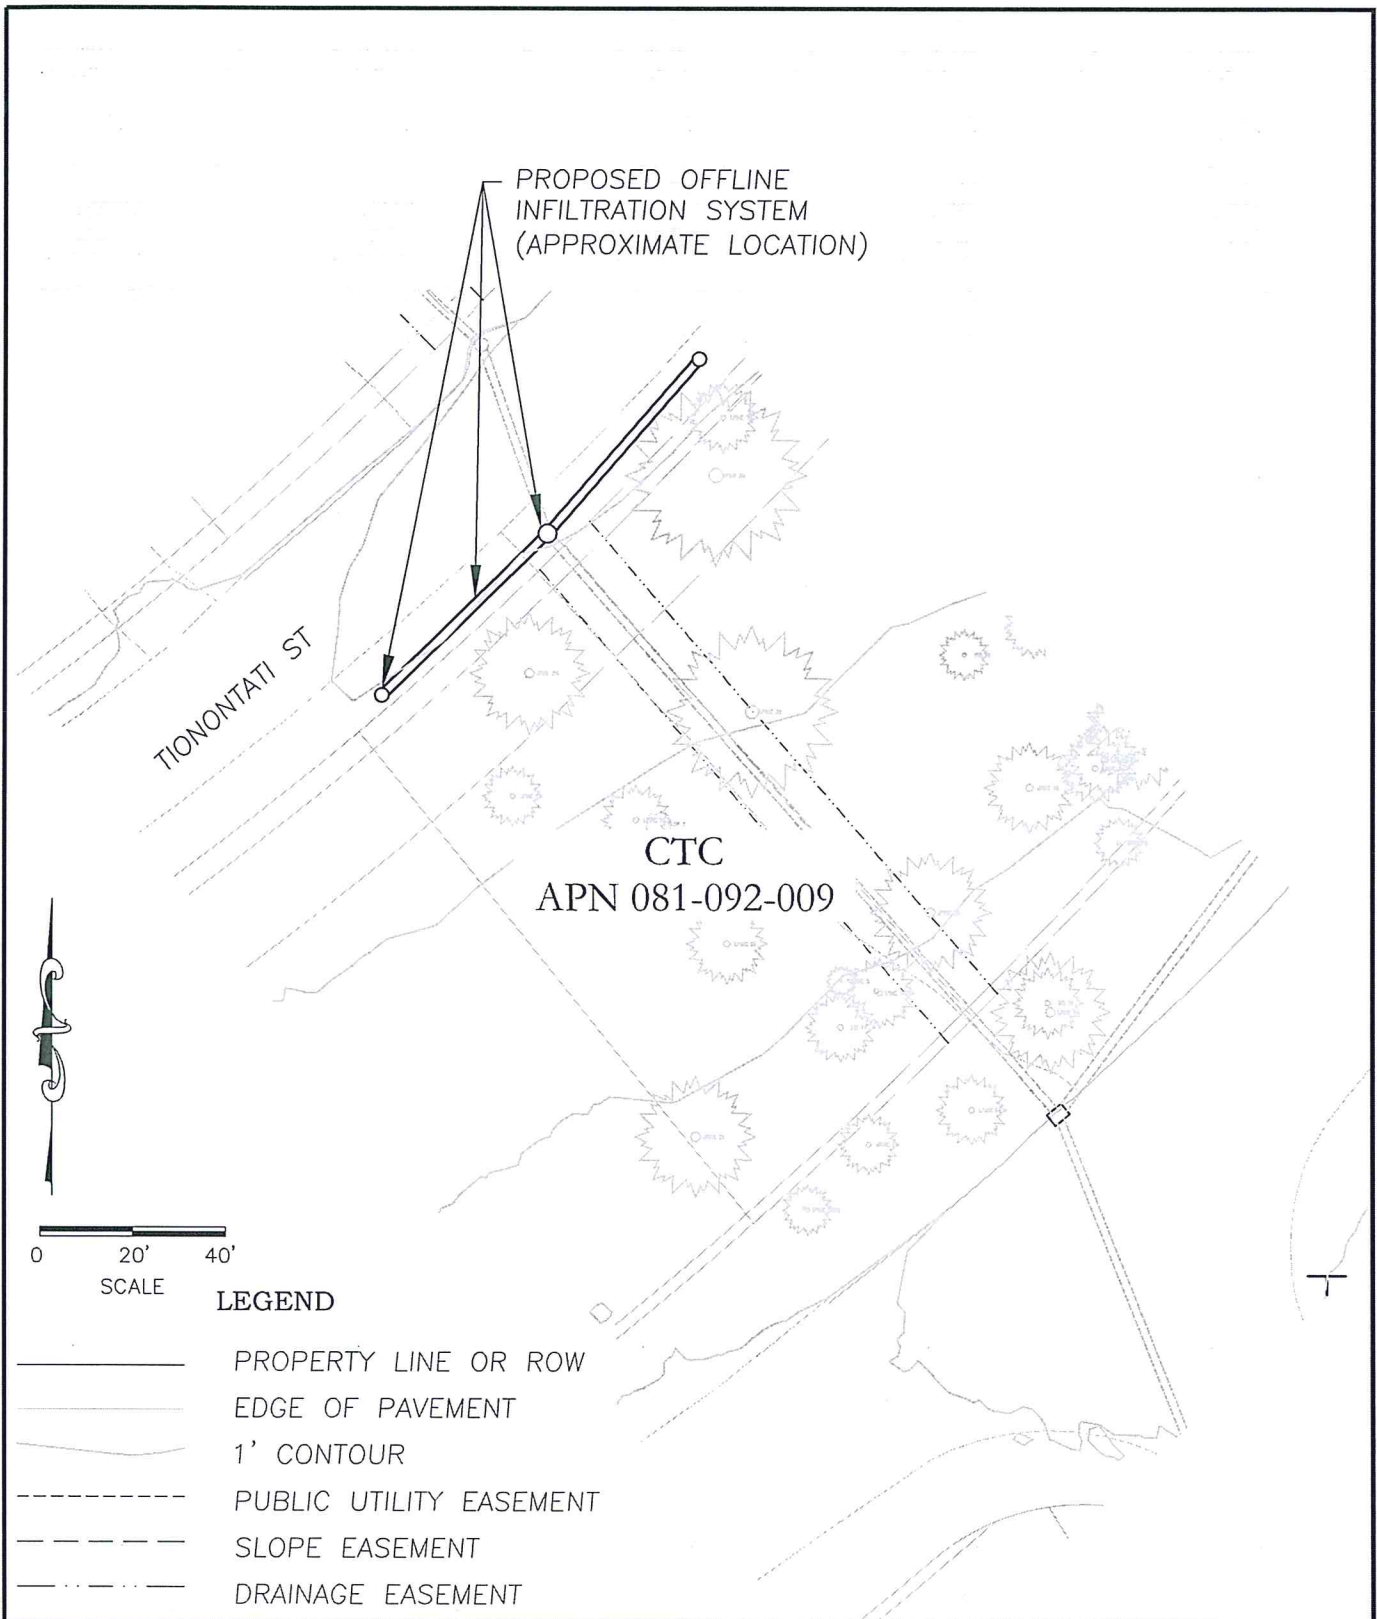 PROPOSED OFFLINE
INFILTRATION SYSTEM
(APPROXIMATE LOCATION)
TIONONTATI ST
CTC
APN 081-092-009
0 20' 40'
SCALE
LEGEND
PROPERTY LINE OR ROW
EDGE OF PAVEMENT
1' CONTOUR
PUBLIC UTILITY EASEMENT
SLOPE EASEMENT
DRAINAGE EASEMENT